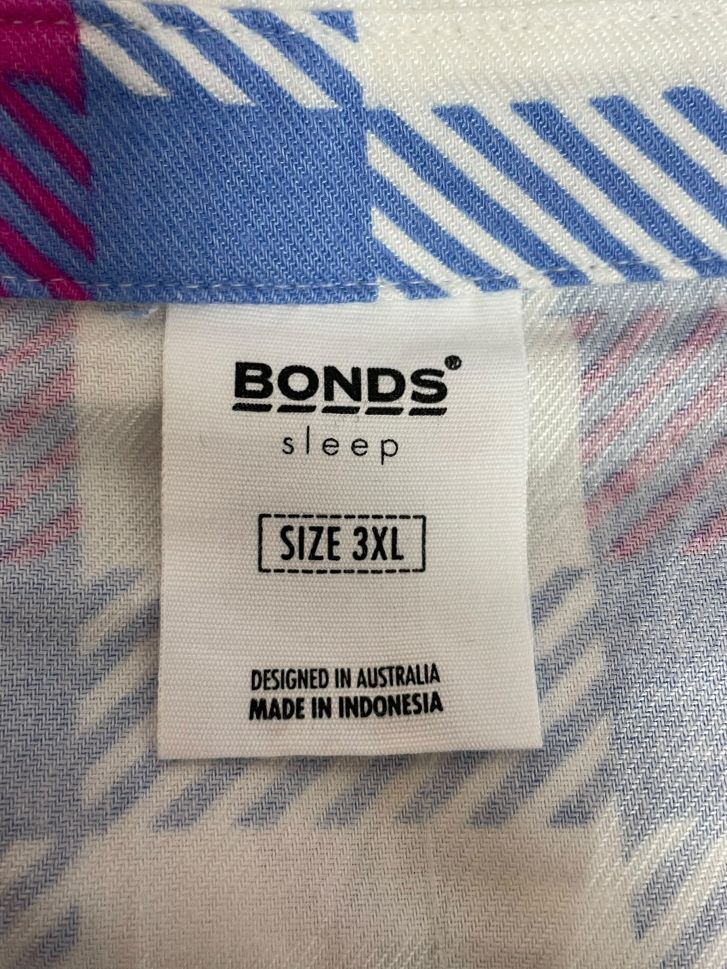 BONDS®
sleep
SIZE 3XL
DESIGNED IN AUSTRALIA
MADE IN INDONESIA